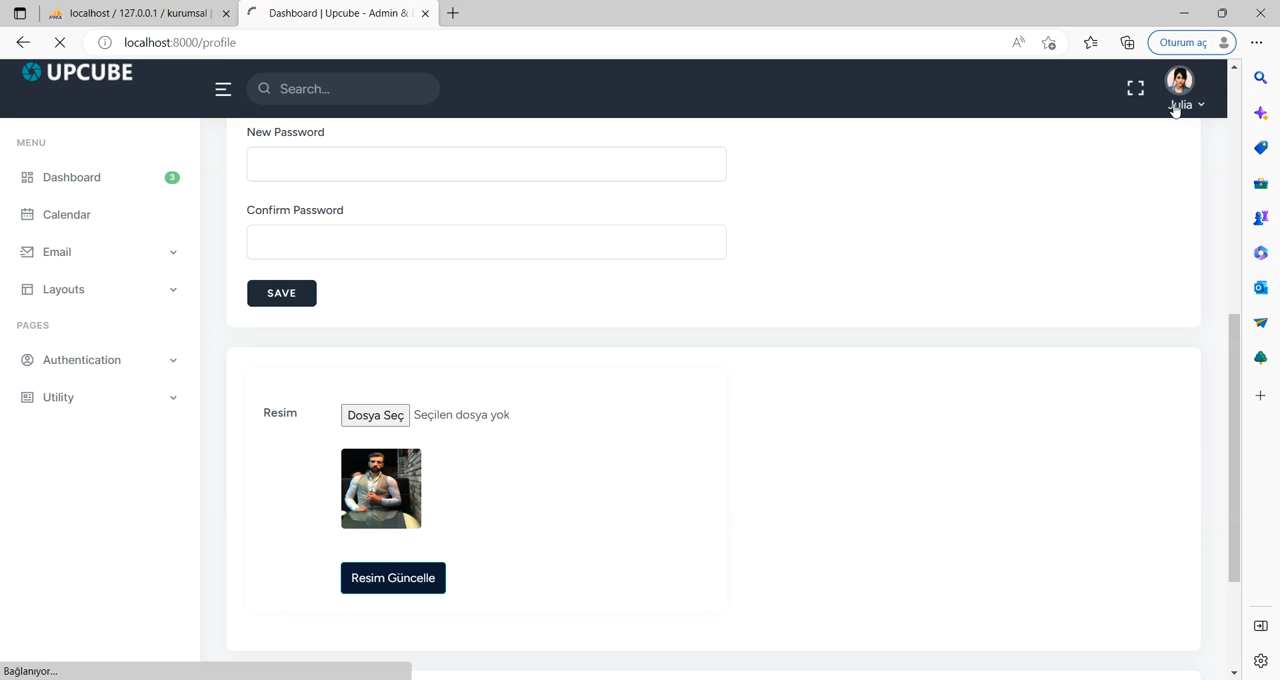 localhost / 127.0.0.1 / kurumsal
Dashboard | Upcube - Admin &
localhost:8000/profile
Oturum aç
UPCUBE
Search...
Julia
MENU
Dashboard
3
Calendar
Email
Layouts
PAGES
Authentication
Utility
New Password
Confirm Password
SAVE
Resim
Dosya Seç Seçilen dosya yok
Resim Güncelle
Bağlanıyor...